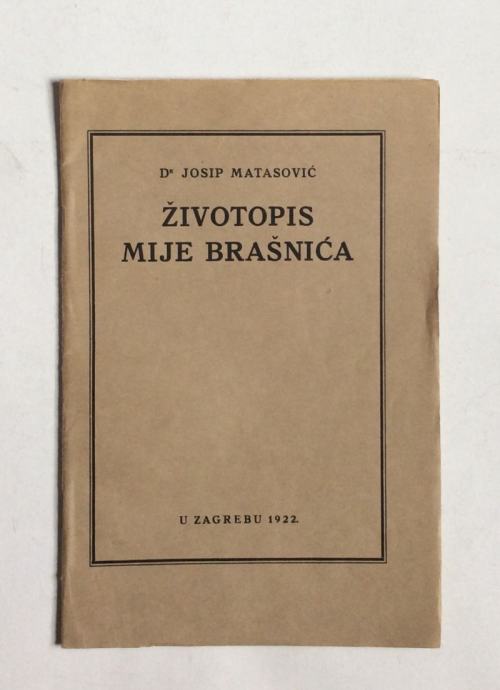 Dr JOSIP MATASOVIĆ
ŽIVOTOPIS
MIJE BRAŠNIĆA
U ZAGREBU 1922.